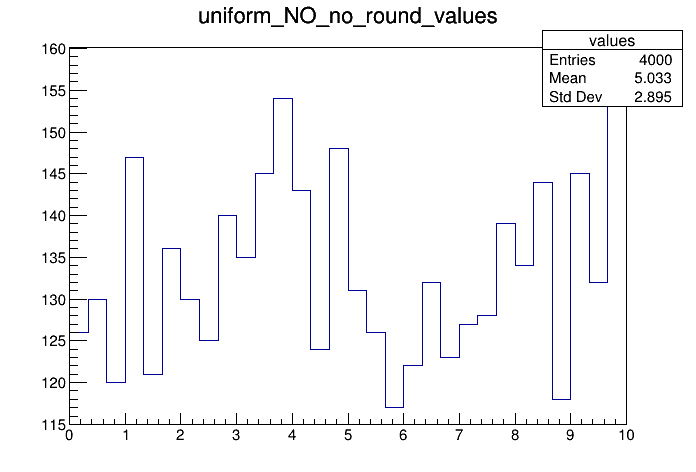 uniform_NO_no_round_values
values
Entries 4000
Mean 5.033
Std Dev 2.895
160
155
150
145
140
135
130
125
120
115
0 1 2 3 4 5 6 7 8 9 10